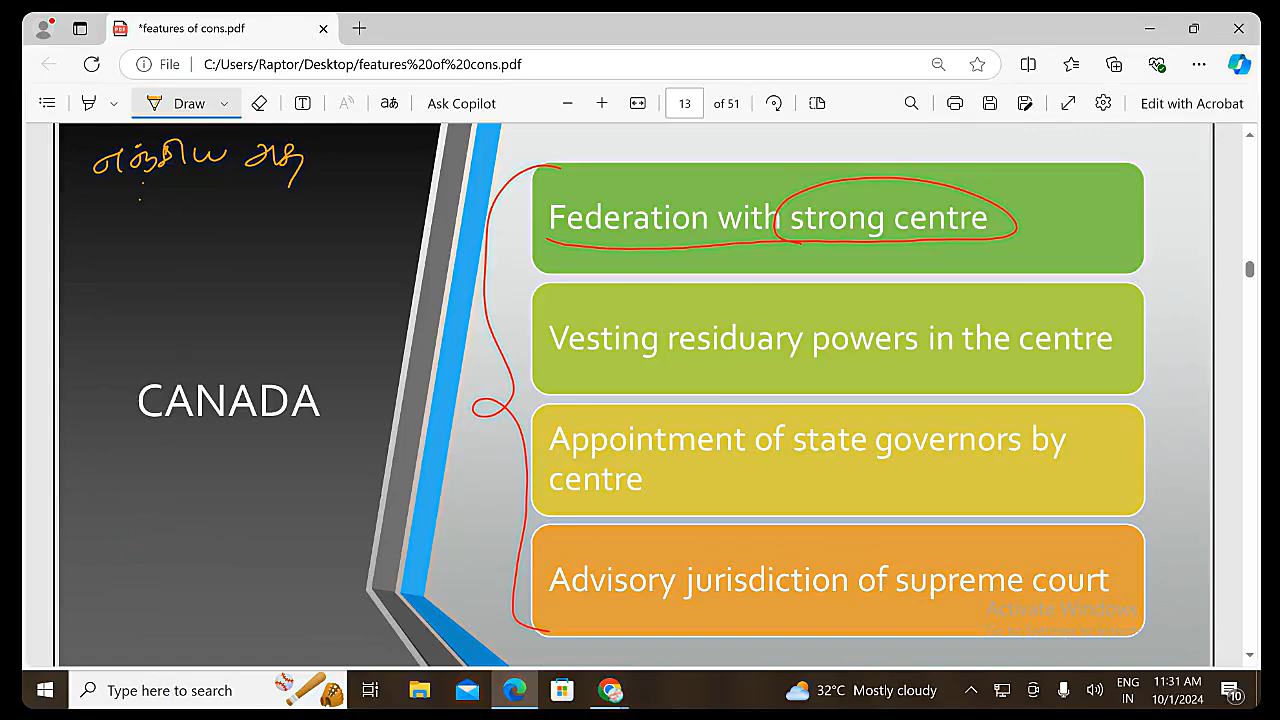 *features of cons.pdf
File C:/Users/Raptor/Desktop/features%20of%20cons.pdf
Draw Ask Copilot 13 of 51 Edit with Acrobat
Federation with strong centre
Vesting residuary powers in the centre
CANADA
Appointment of state governors by
centre
Advisory jurisdiction of supreme court
Activate Windows
Type here to search 32°C Mostly cloudy ENG IN 11:31 AM 10/1/2024 10